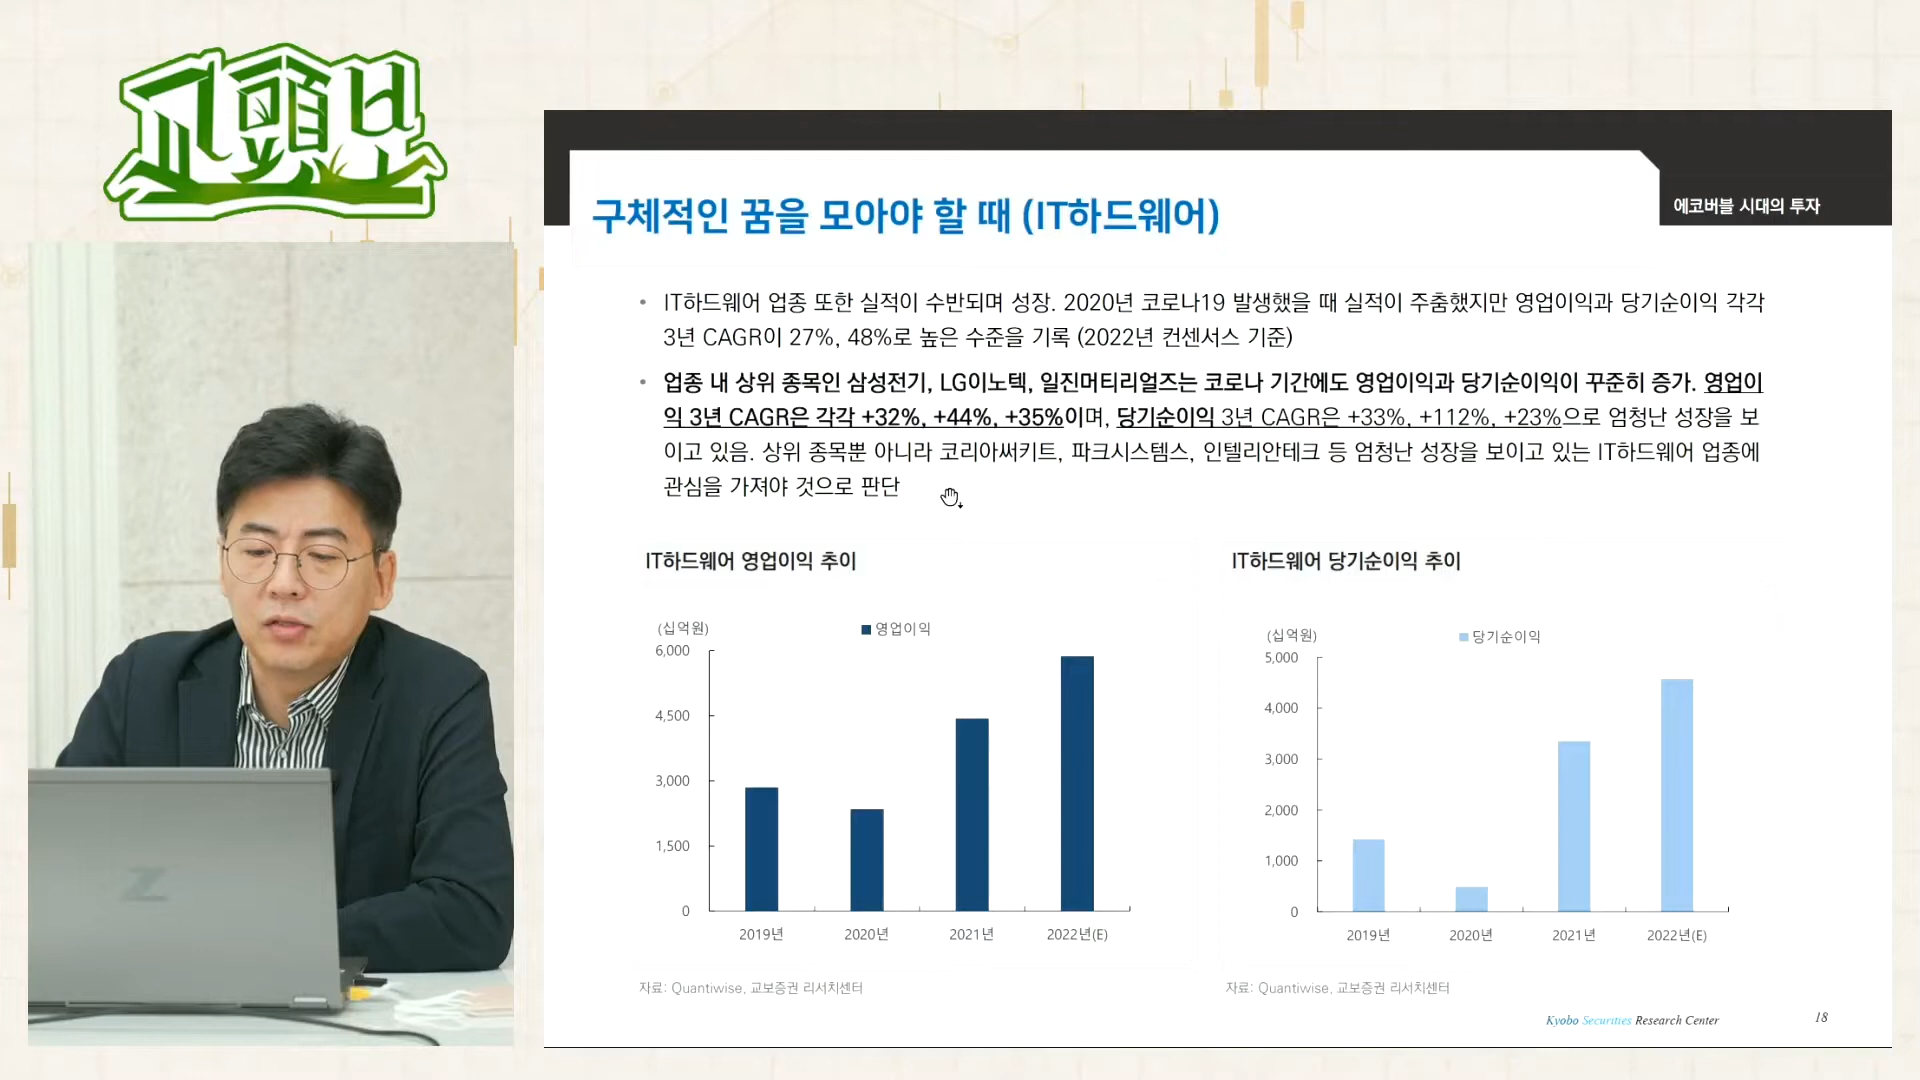 교頭보
구체적인 꿈을 모아야 할 때 (IT하드웨어)
에코버블 시대의 투자
• IT하드웨어 업종 또한 실적이 수반되며 성장. 2020년 코로나19 발생했을 때 실적이 주춤했지만 영업이익과 당기순이익 각각
3년 CAGR이 27%, 48%로 높은 수준을 기록 (2022년 컨센서스 기준)
• 업종 내 상위 종목인 삼성전기, LG이노텍, 일진머티리얼즈는 코로나 기간에도 영업이익과 당기순이익이 꾸준히 증가. 영업이
익 3년 CAGR은 각각 +32%, +44%, +35%이며, 당기순이익 3년 CAGR은 +33%, +112%, +23%으로 엄청난 성장을 보
이고 있음. 상위 종목뿐 아니라 코리아써키트, 파크시스템스, 인텔리안테크 등 엄청난 성장을 보이고 있는 IT하드웨어 업종에
관심을 가져야 것으로 판단
IT하드웨어 영업이익 추이
(십억원)
영업이익
6,000
4,500
3,000
1,500
0
2019년 2020년 2021년 2022년(E)
자료: Quantiwise, 교보증권 리서치센터
IT하드웨어 당기순이익 추이
(십억원)
당기순이익
5,000
4,000
3,000
2,000
1,000
0
2019년 2020년 2021년 2022년(E)
자료: Quantiwise, 교보증권 리서치센터
Kyobo Securities Research Center
18